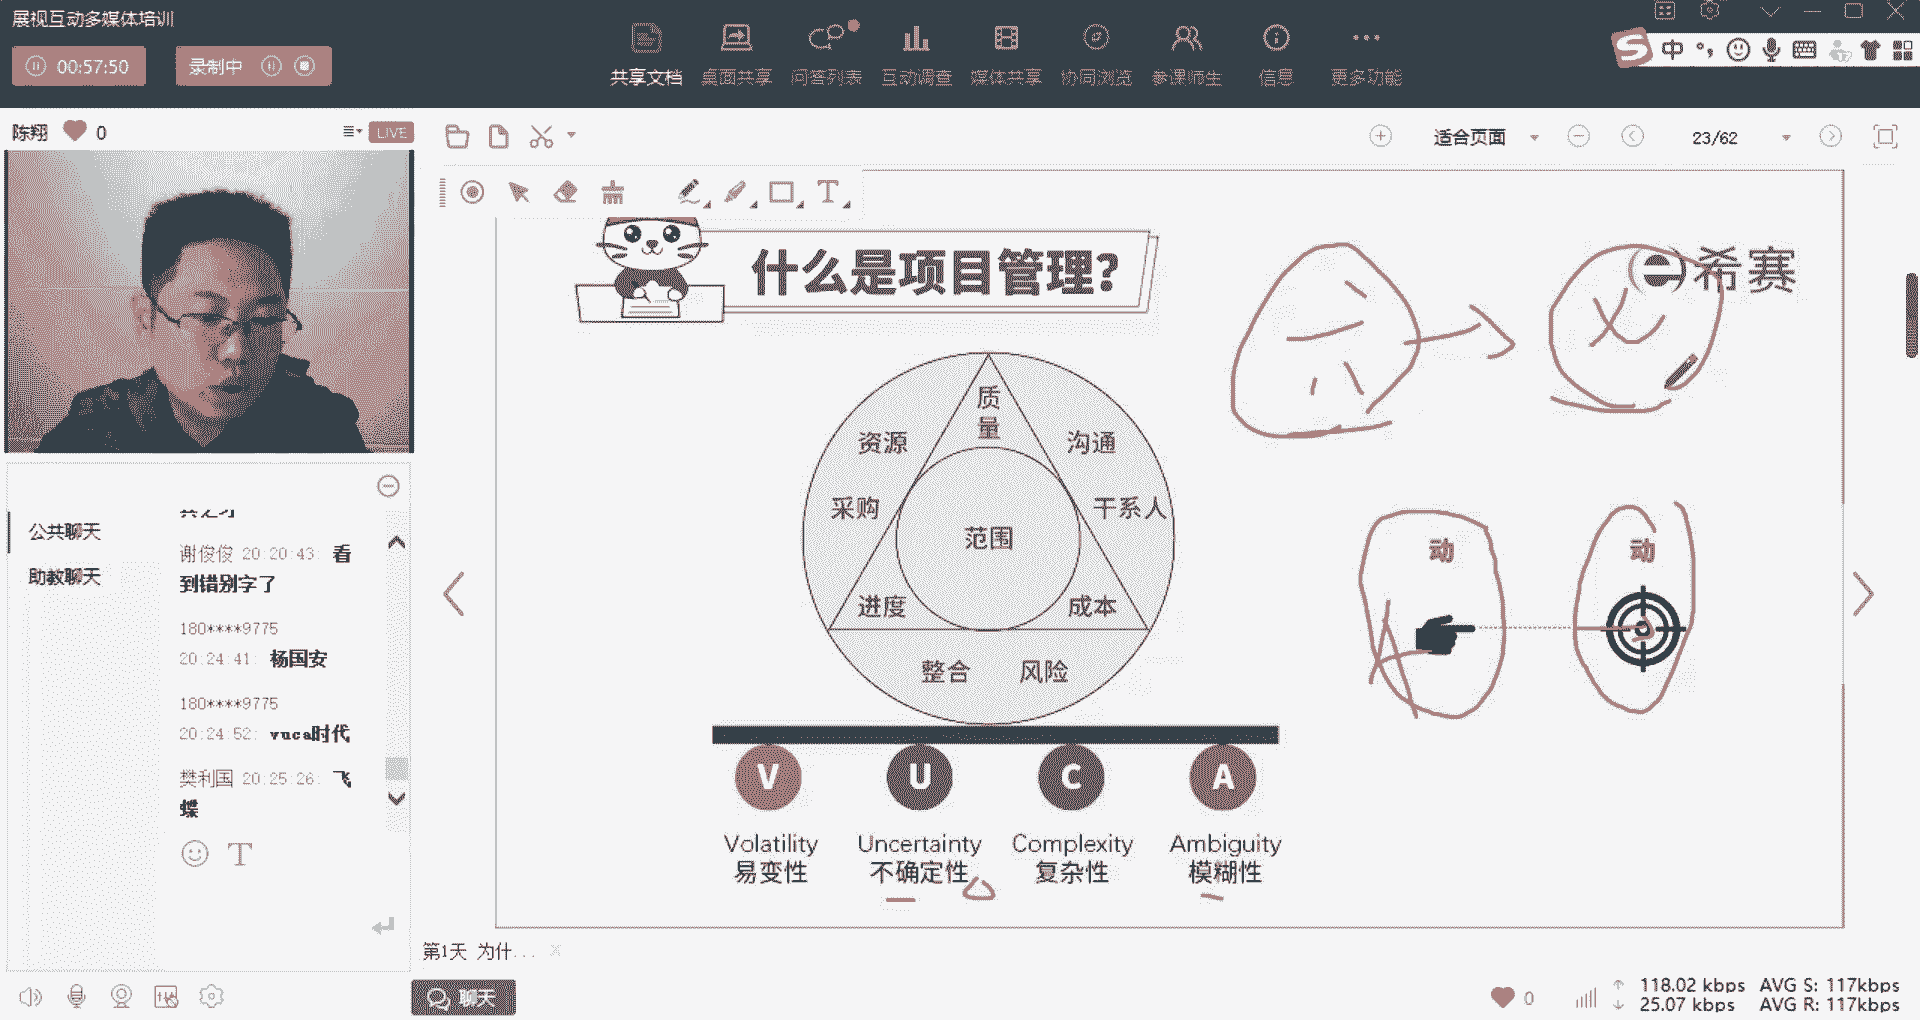 展视互动多媒体培训
00:57:50
录制中
共享文档
桌面共享
问答列表
互动调查
媒体共享
协同浏览
参课师生
信息
更多功能
中
陈翔
0
LIVE
适合页面
23/62
什么是项目管理？
希赛
质量
资源
沟通
采购
干系人
范围
进度
成本
整合
风险
动
动
V
U
C
A
Volatility
易变性
Uncertainty
不确定性
Complexity
复杂性
Ambiguity
模糊性
公共聊天
助教聊天
谢俊俊 20:20:43: 看
到错别字了
180****9775
20:24:41: 杨国安
180****9775
20:24:52: vuca时代
樊利国 20:25:26: 飞
蝶
第1天 为什...
聊天
0
118.02 kbps AVG S: 117kbps
25.07 kbps AVG R: 117kbps